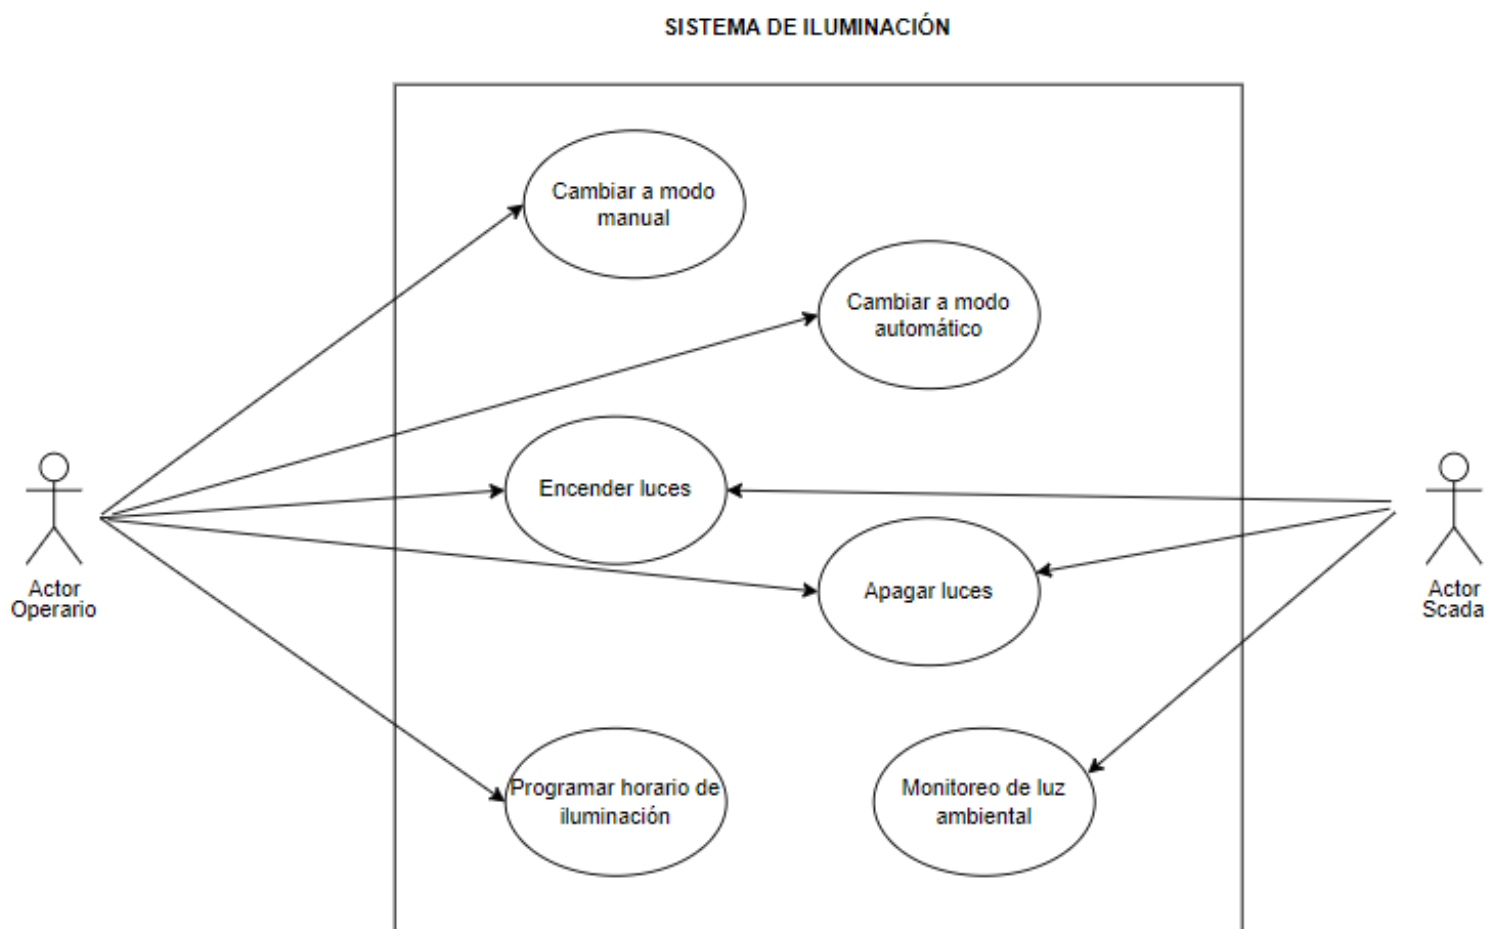 SISTEMA DE ILUMINACIÓN
Cambiar a modo
manual
Cambiar a modo
automático
Encender luces
Apagar luces
Actor
Operario
Actor
Scada
Programar horario de
iluminación
Monitoreo de luz
ambiental